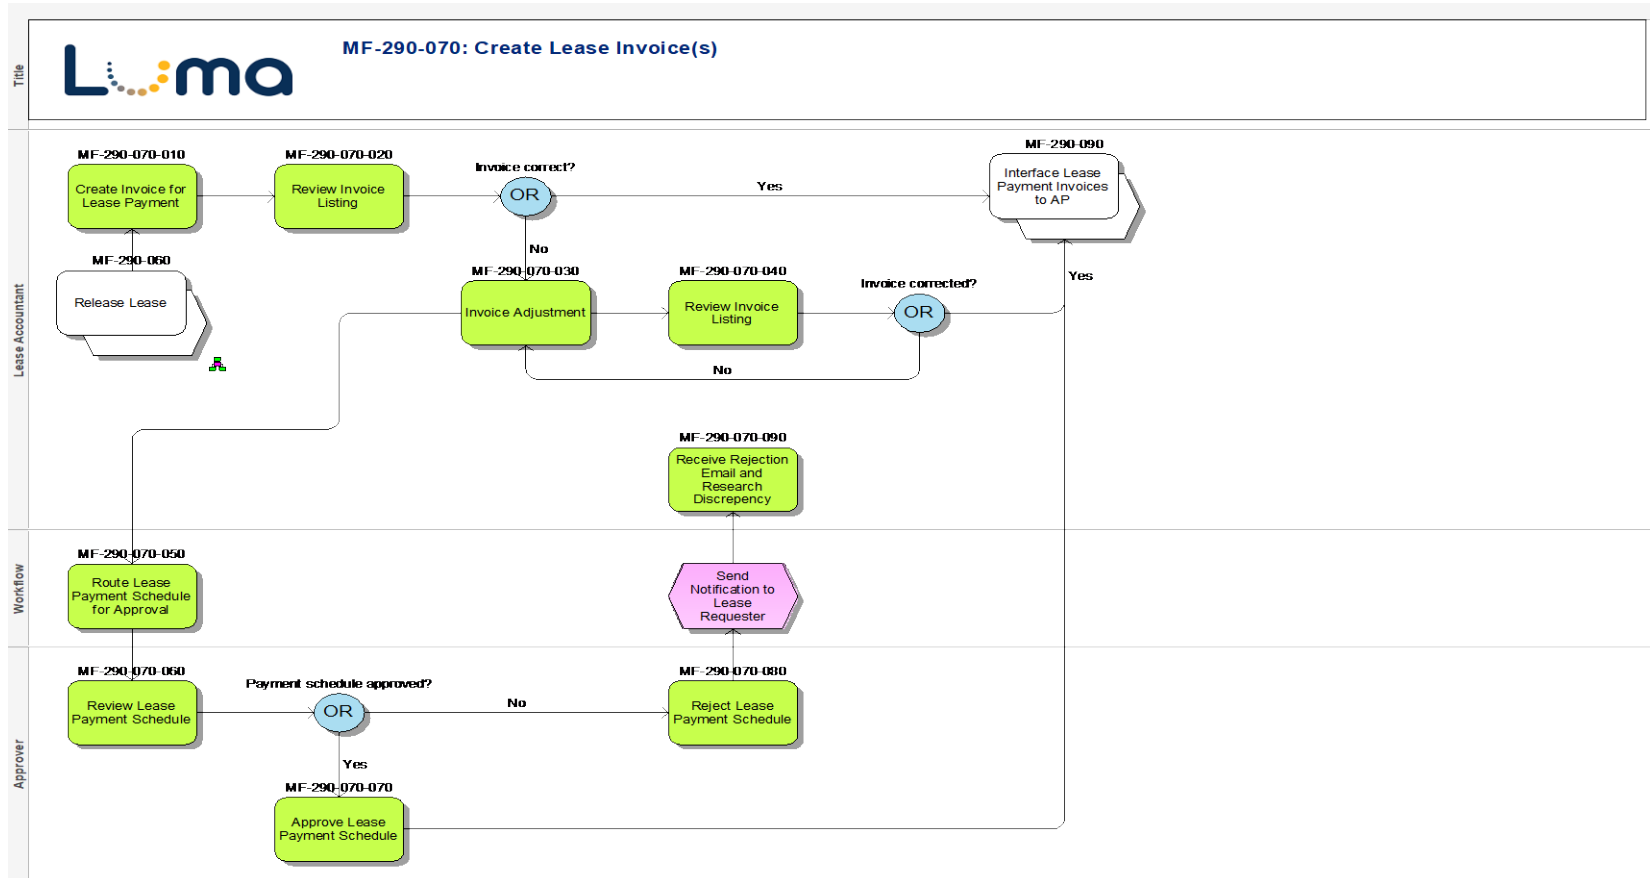 MF-290-070: Create Lease Invoice(s)
Luma
Title
Lease Accountant
MF-290-070-010
Create Invoice for
Lease Payment
MF-290-070-020
Review Invoice
Listing
Invoice correct?
OR
Yes
No
MF-290-090
Interface Lease
Payment Invoices
to AP
MF-290-060
Release Lease
MF-290-070-030
Invoice Adjustment
MF-290-070-040
Review Invoice
Listing
Invoice corrected?
OR
Yes
No
MF-290-070-090
Receive Rejection
Email and
Research
Discrepency
Workflow
MF-290-070-050
Route Lease
Payment Schedule
for Approval
Send
Notification to
Lease
Requester
Approver
MF-290-070-060
Review Lease
Payment Schedule
Payment schedule approved?
OR
No
Yes
MF-290-070-080
Reject Lease
Payment Schedule
MF-290-070-070
Approve Lease
Payment Schedule